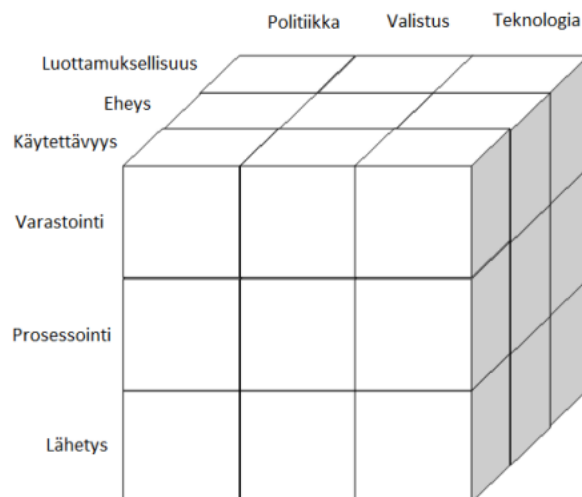 Politiikka Valistus Teknologia
Luottamuksellisuus
Eheys
Käytettävyys
Varastointi
Prosessointi
Lähetys